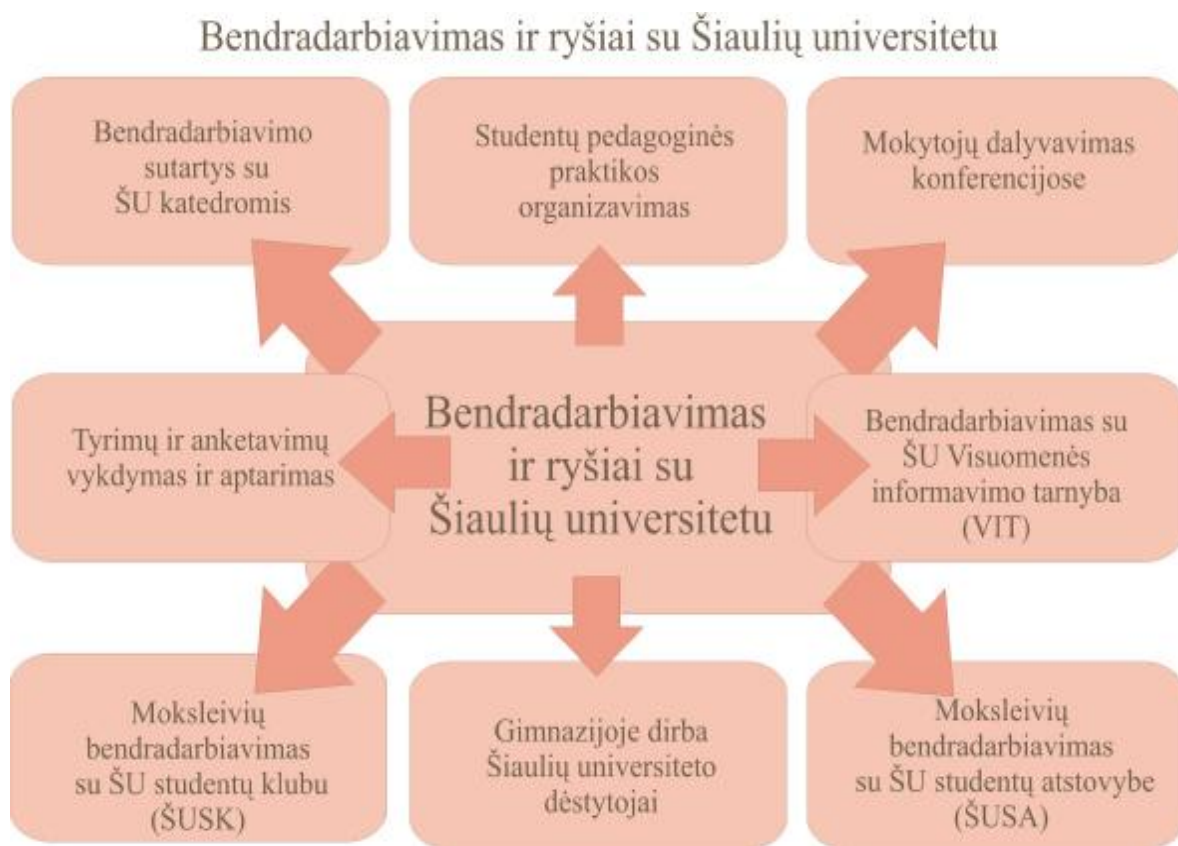 Bendradarbiavimas ir ryšiai su Šiaulių universitetu
Bendradarbiavimo
sutartys su
ŠU katedromis
Studentų pedagoginės
praktikos
organizavimas
Mokytojų dalyvavimas
konferencijose
Tyrimų ir anketavimų
vykdymas ir aptarimas
Bendradarbiavimas
ir ryšiai su
Šiaulių universitetu
Bendradarbiavimas su
ŠU Visuomenės
informavimo tarnyba
(VIT)
Moksleivių
bendradarbiavimas
su ŠU studentų klubu
(ŠUSK)
Gimnazijoje dirba
Šiaulių universiteto
dėstytojai
Moksleivių
bendradarbiavimas
su ŠU studentų atstovybe
(ŠUSA)